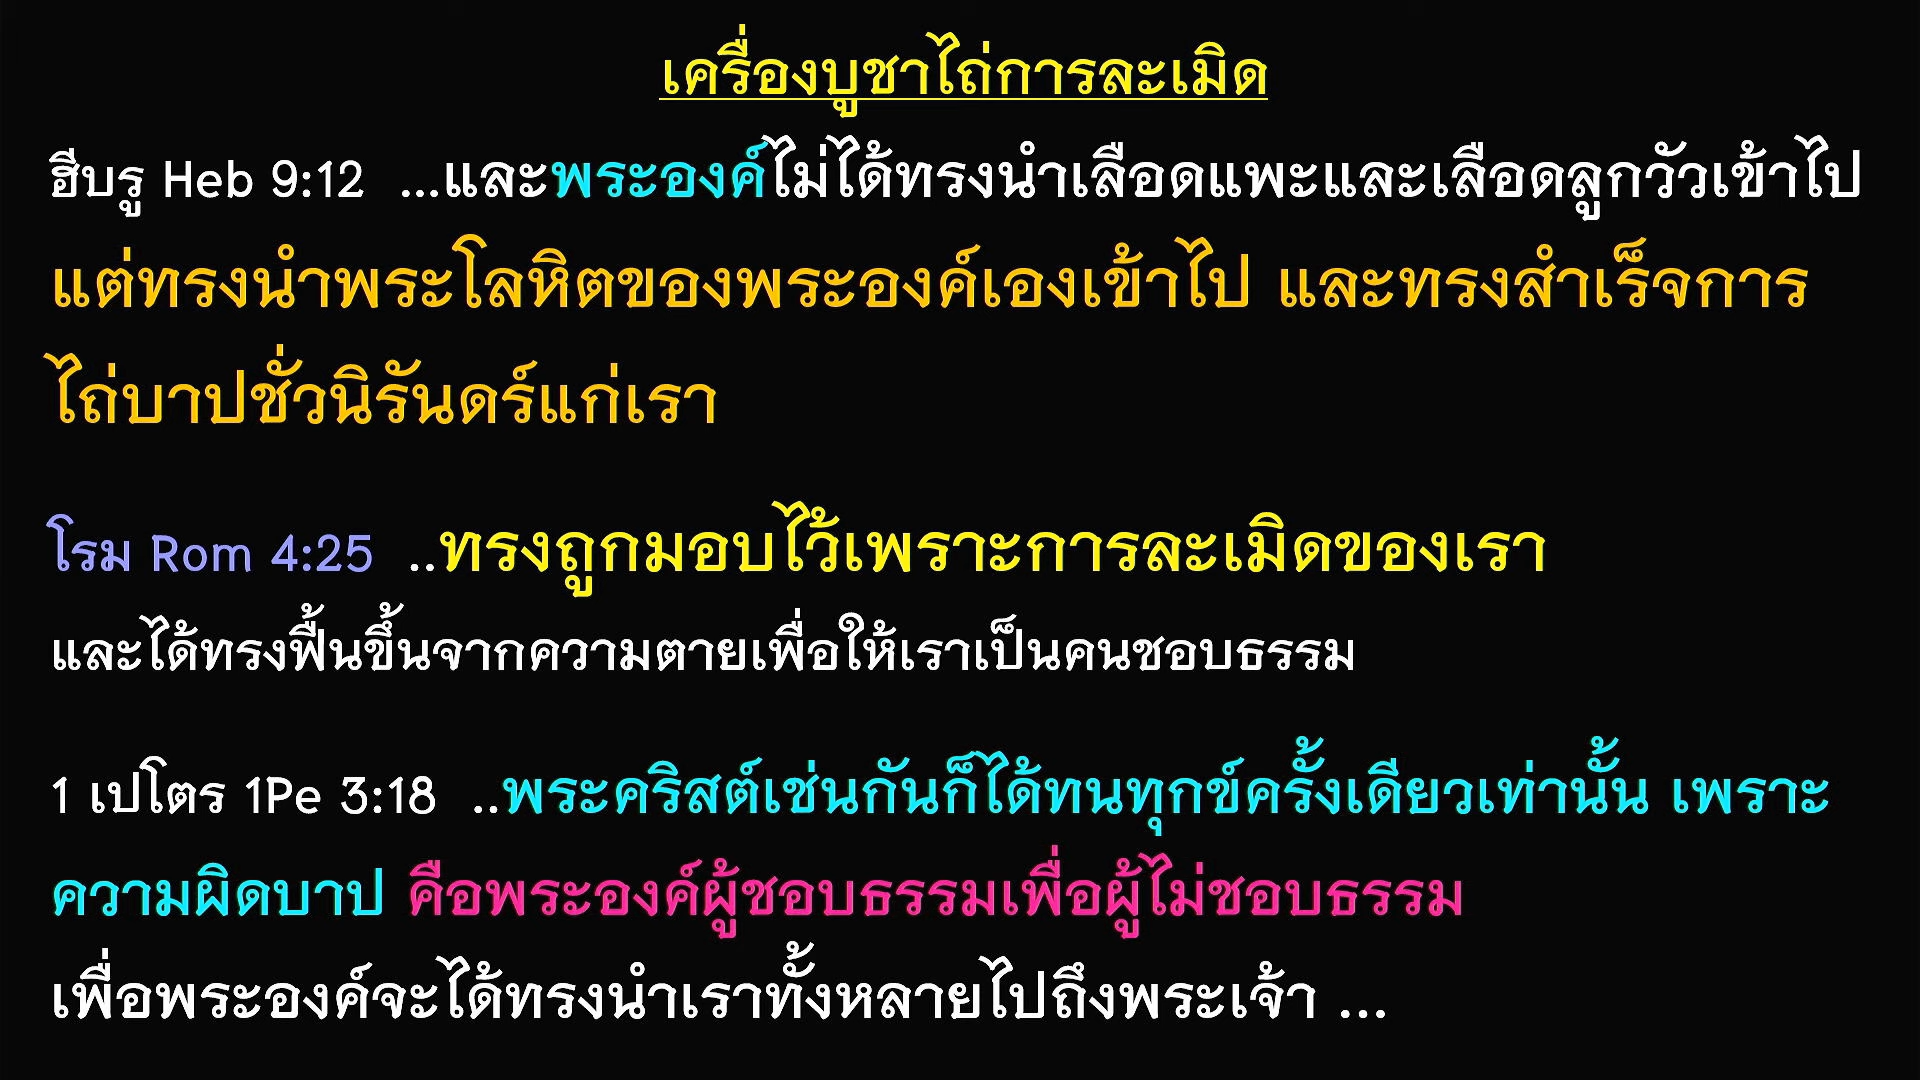 เครื่องบูชาไถ่การละเมิด
ฮีบรู Heb 9:12 ...และพระองค์ไม่ได้ทรงนำเลือดแพะและเลือดลูกวัวเข้าไป
แต่ทรงนำพระโลหิตของพระองค์เองเข้าไป และทรงสำเร็จการ
ไถ่บาปชั่วนิรันดร์แก่เรา
โรม Rom 4:25 ..ทรงถูกมอบไว้เพราะการละเมิดของเรา
และได้ทรงฟื้นขึ้นจากความตายเพื่อให้เราเป็นคนชอบธรรม
1 เปโตร 1Pe 3:18 ..พระคริสต์เช่นกันก็ได้ทนทุกข์ครั้งเดียวเท่านั้น เพราะ
ความผิดบาป คือพระองค์ผู้ชอบธรรมเพื่อผู้ไม่ชอบธรรม
เพื่อพระองค์จะได้ทรงนำเราทั้งหลายไปถึงพระเจ้า ...